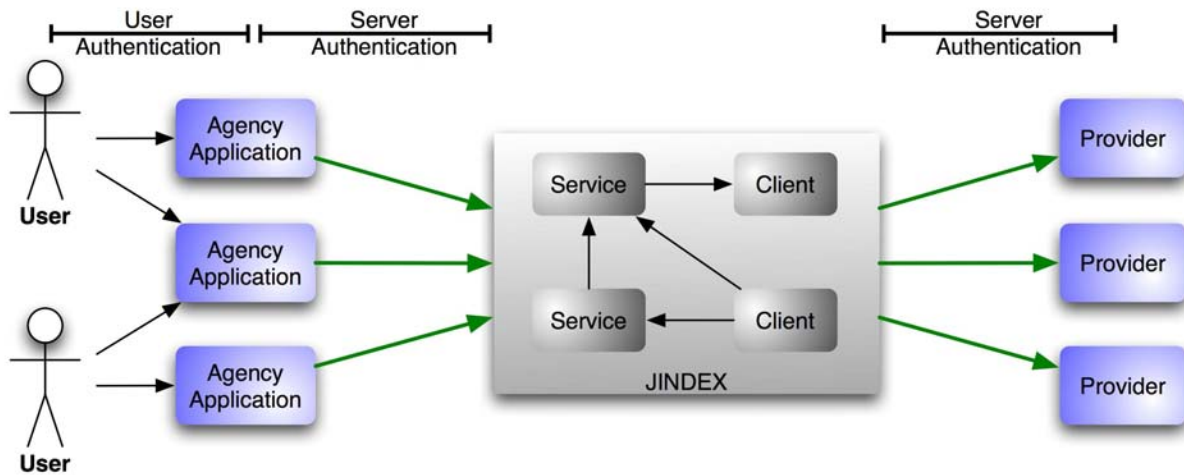 User
Authentication
Server
Authentication
Server
Authentication
User
User
Agency
Application
Agency
Application
Agency
Application
Service
Client
Service
Client
JINDEX
Provider
Provider
Provider